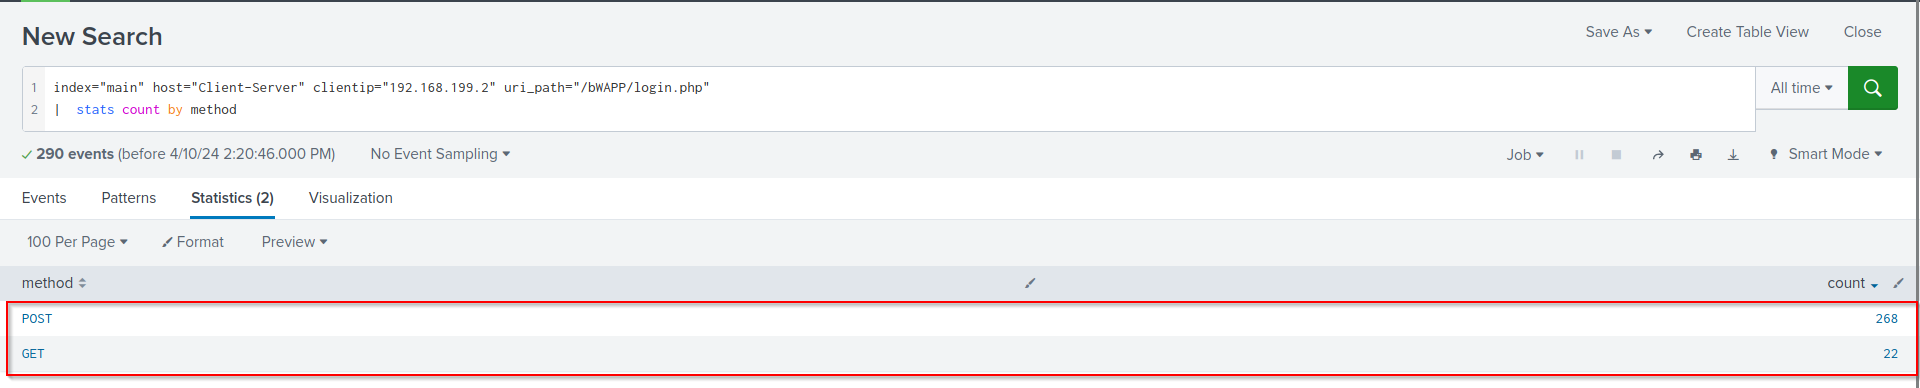 New Search
Save As Create Table View Close
1 index="main" host="Client-Server" clientip="192.168.199.2" uri_path="/bWAPP/login.php"
2 | stats count by method
All time
290 events (before 4/10/24 2:20:46.000 PM) No Event Sampling
Job Smart Mode
Events Patterns Statistics (2) Visualization
100 Per Page Format Preview
method count
POST 268
GET 22